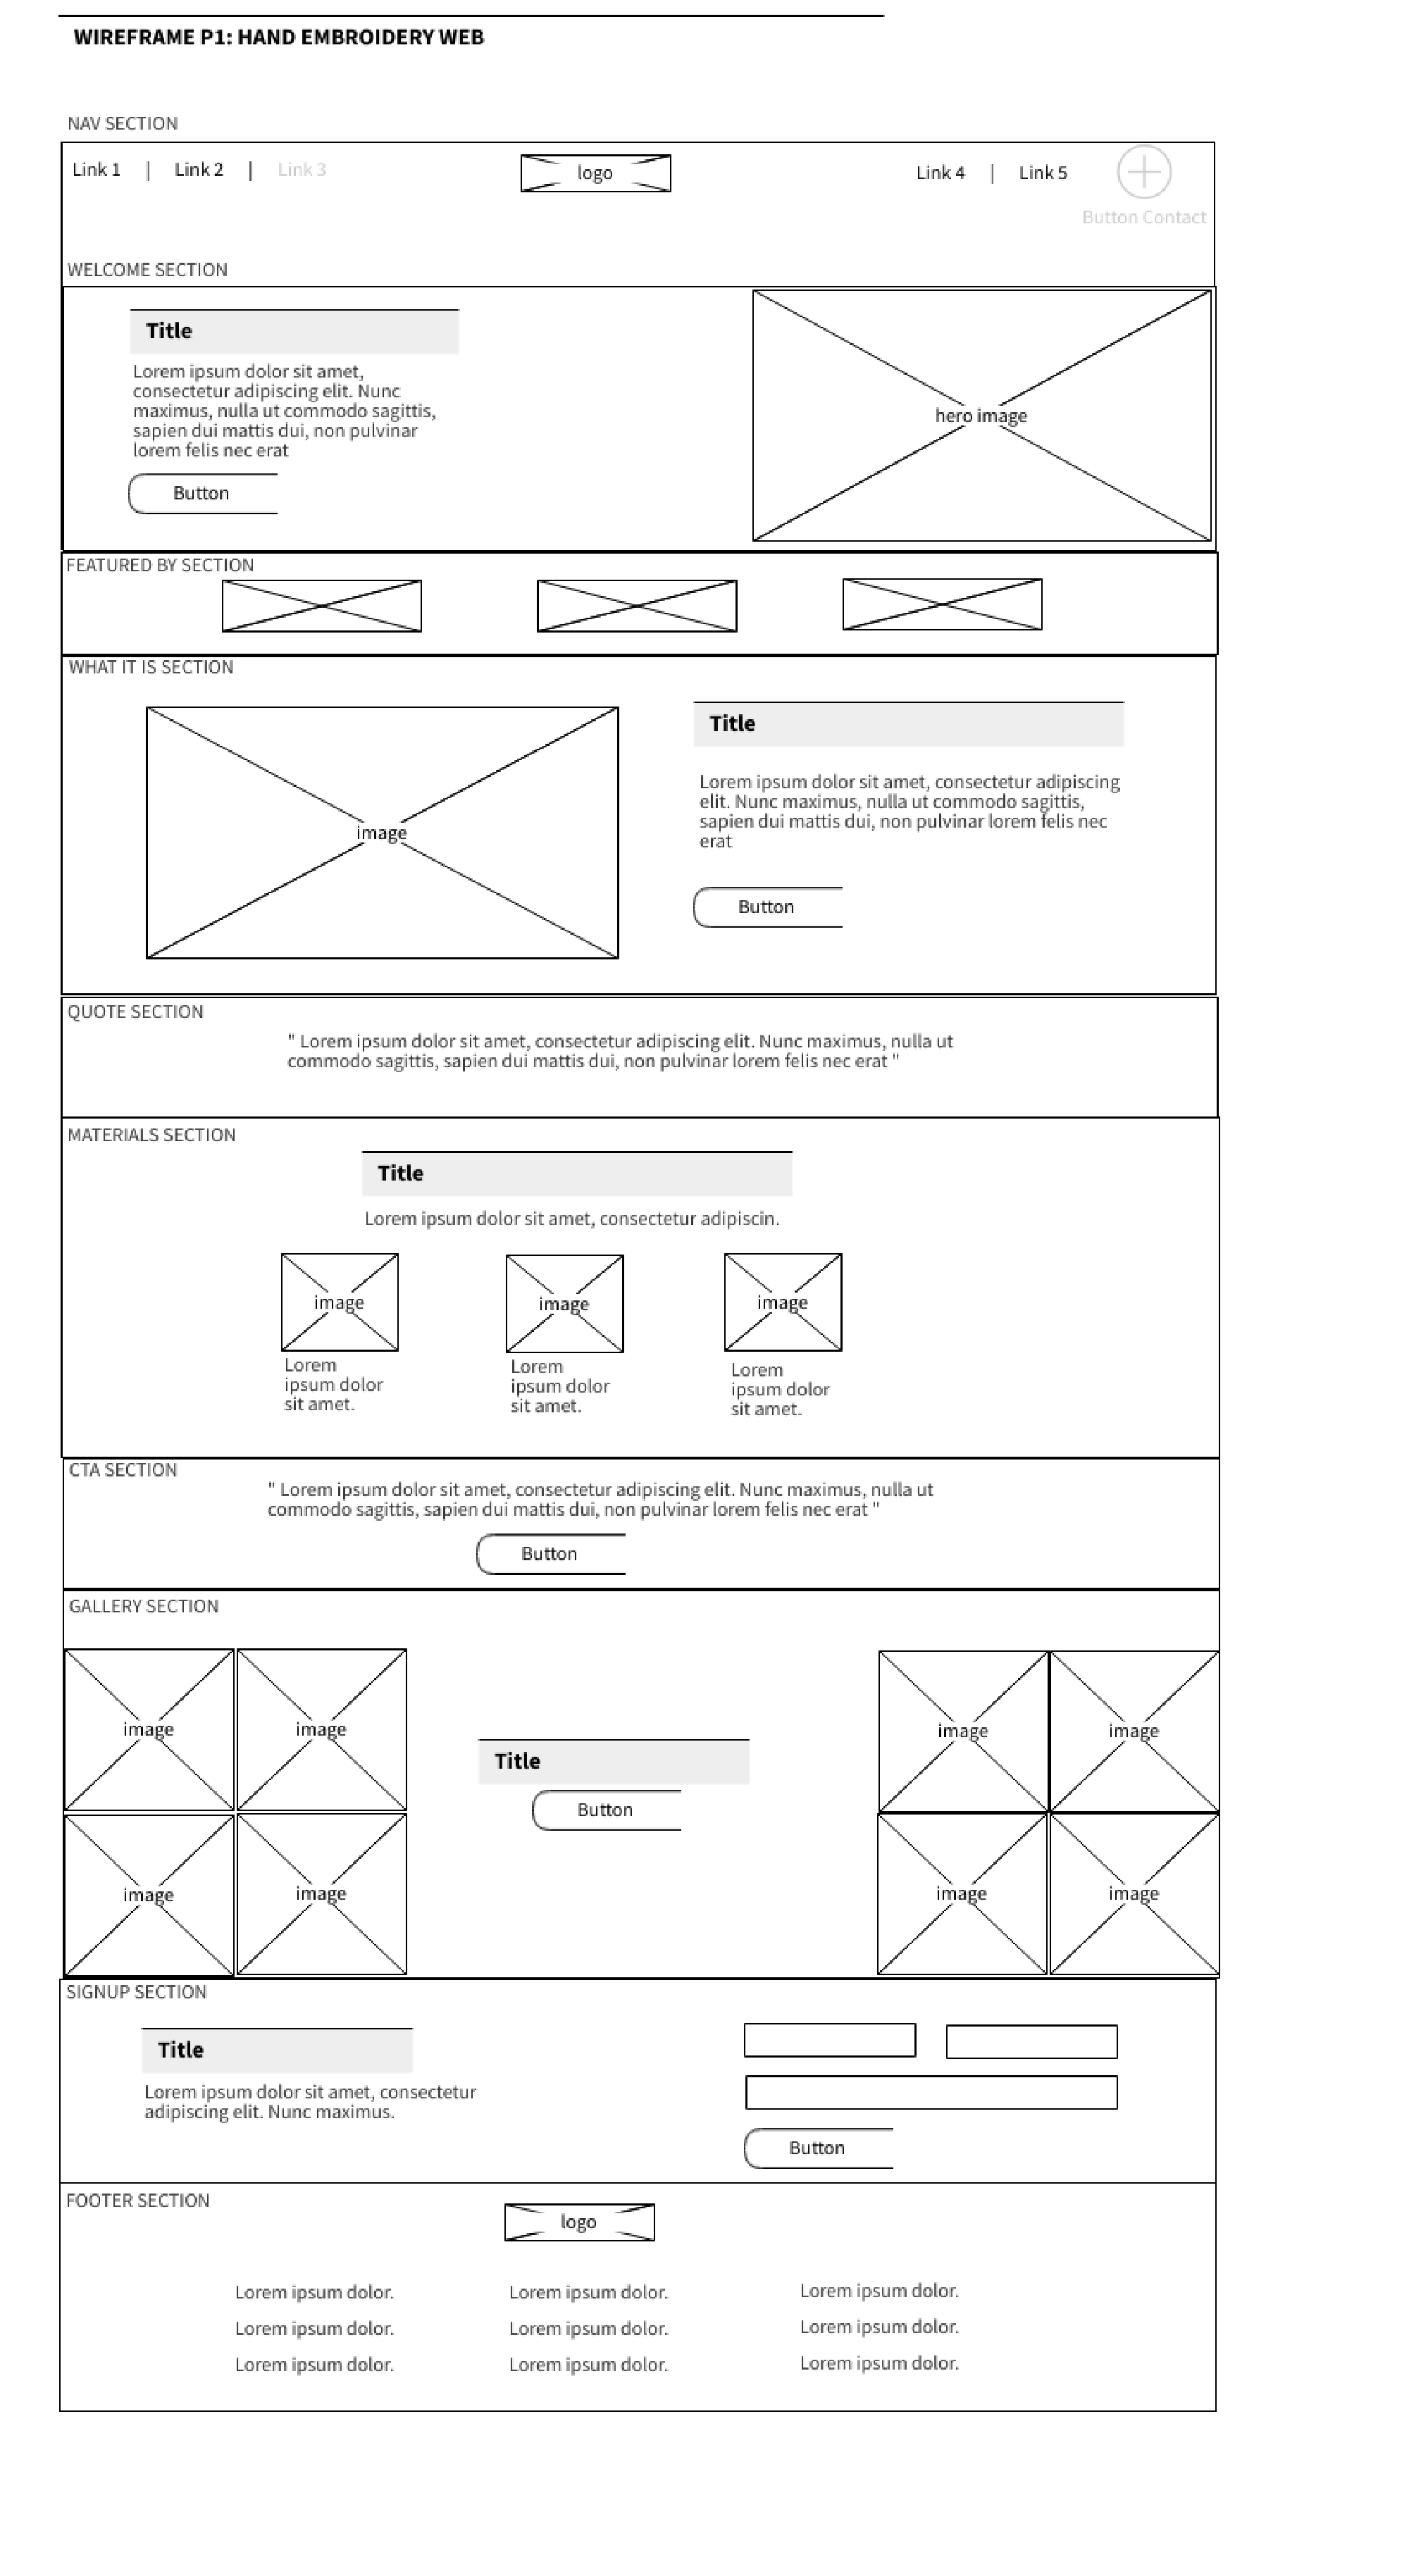 WIREFRAME P1: HAND EMBROIDERY WEB
NAV SECTION
Link 1 | Link 2 | Link 3
logo
Link 4 | Link 5
Button Contact
WELCOME SECTION
Title
Lorem ipsum dolor sit amet,
consectetur adipiscing elit. Nunc
maximus, nulla ut commodo sagittis,
sapien dui mattis dui, non pulvinar
lorem felis nec erat
Button
hero image
FEATURED BY SECTION
WHAT IT IS SECTION
image
Title
Lorem ipsum dolor sit amet, consectetur adipiscing
elit. Nunc maximus, nulla ut commodo sagittis,
sapien dui mattis dui, non pulvinar lorem felis nec
erat
Button
QUOTE SECTION
" Lorem ipsum dolor sit amet, consectetur adipiscing elit. Nunc maximus, nulla ut
commodo sagittis, sapien dui mattis dui, non pulvinar lorem felis nec erat "
MATERIALS SECTION
Title
Lorem ipsum dolor sit amet, consectetur adipiscin.
image
Lorem
ipsum dolor
sit amet.
image
Lorem
ipsum dolor
sit amet.
image
Lorem
ipsum dolor
sit amet.
CTA SECTION
" Lorem ipsum dolor sit amet, consectetur adipiscing elit. Nunc maximus, nulla ut
commodo sagittis, sapien dui mattis dui, non pulvinar lorem felis nec erat "
Button
GALLERY SECTION
image
image
image
image
Title
Button
image
image
image
image
SIGNUP SECTION
Title
Lorem ipsum dolor sit amet, consectetur
adipiscing elit. Nunc maximus.
Button
FOOTER SECTION
logo
Lorem ipsum dolor.
Lorem ipsum dolor.
Lorem ipsum dolor.
Lorem ipsum dolor.
Lorem ipsum dolor.
Lorem ipsum dolor.
Lorem ipsum dolor.
Lorem ipsum dolor.
Lorem ipsum dolor.